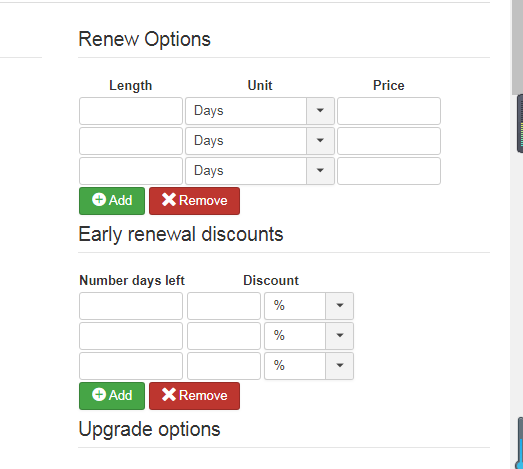 Renew Options
Length Unit Price
Days
Days
Days
Add Remove
Early renewal discounts
Number days left Discount
%
%
%
Add Remove
Upgrade options